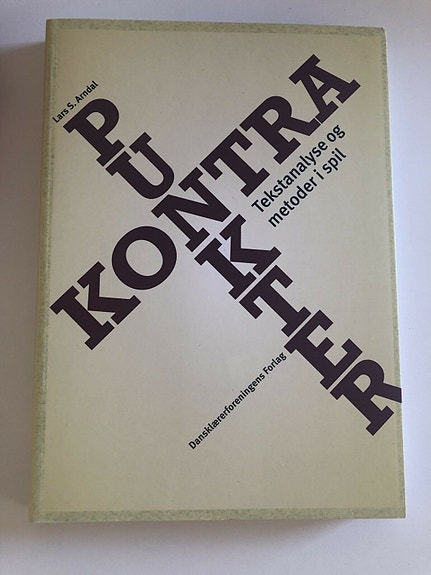 Lars S. Arndal
KONTRA
PUNKTER
Tekstanalyse og
metoder i spil
Dansklærerforeningens Forlag